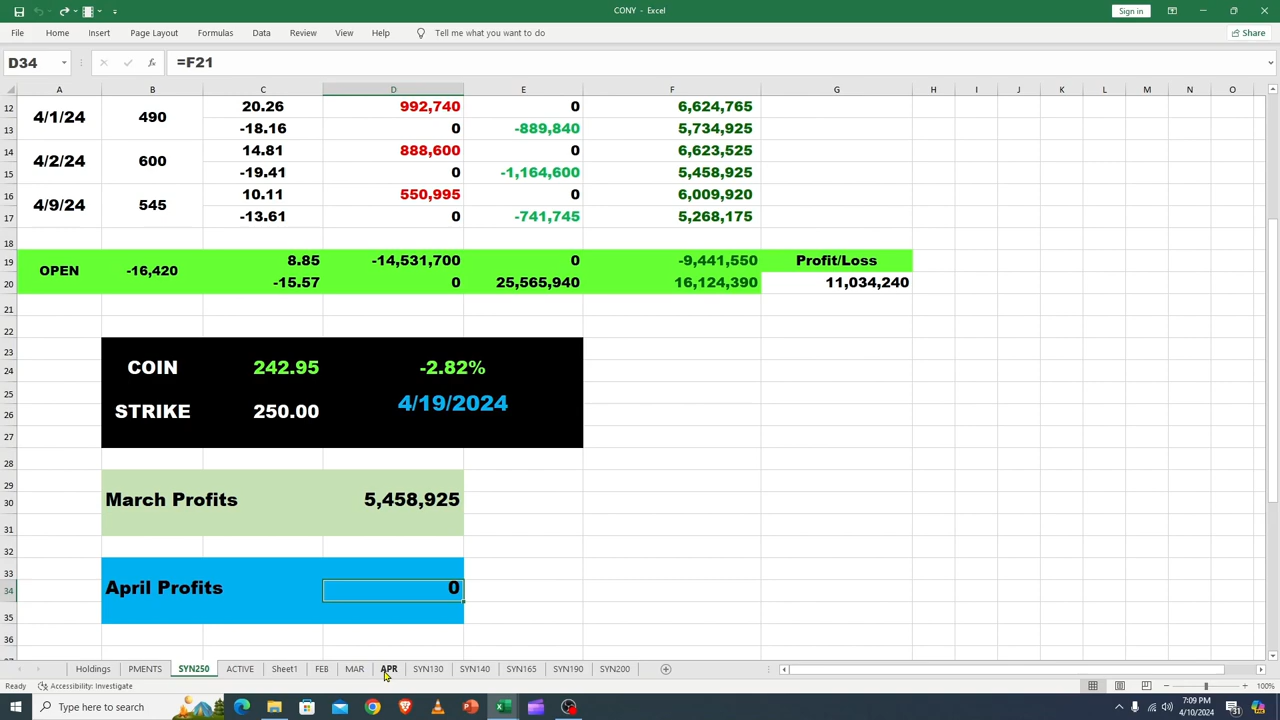 CONY - Excel
Sign in
File Home Insert Page Layout Formulas Data Review View Help Tell me what you want to do Share
D34 =F21
A B C D E F G H I J K L M N O
12 4/1/24 490 20.26 992,740 0 6,624,765
13 -18.16 0 -889,840 5,734,925
14 4/2/24 600 14.81 888,600 0 6,623,525
15 -19.41 0 -1,164,600 5,458,925
16 4/9/24 545 10.11 550,995 0 6,009,920
17 -13.61 0 -741,745 5,268,175
18
19 OPEN -16,420 8.85 -14,531,700 0 -9,441,550 Profit/Loss
20 -15.57 0 25,565,940 16,124,390 11,034,240
21
22
23
24 COIN 242.95 -2.82%
25 4/19/2024
26 STRIKE 250.00
27
28
29
30 March Profits 5,458,925
31
32
33
34 April Profits 0
35
36
Holdings PMENTS SYN250 ACTIVE Sheet1 FEB MAR APR SYN130 SYN140 SYN165 SYN190 SYN200
Ready Accessibility: Investigate 100%
Type here to search
7:09 PM
4/10/2024